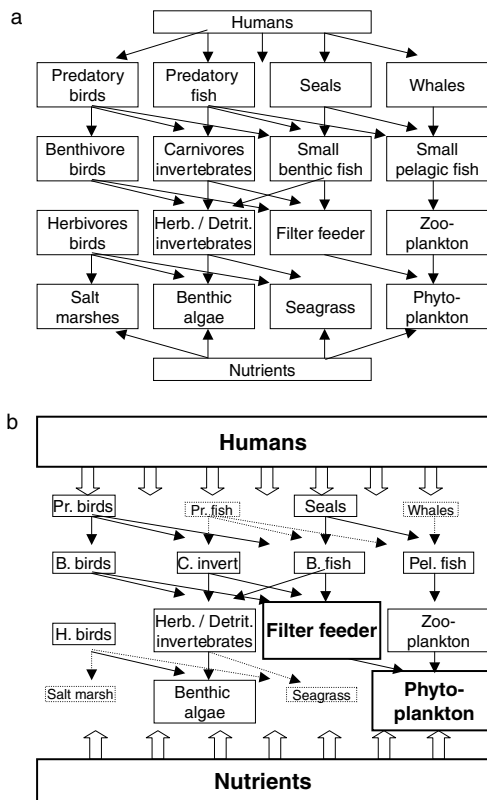 a
Humans
Predatory birds
Predatory fish
Seals
Whales
Benthivore birds
Carnivores invertebrates
Small benthic fish
Small pelagic fish
Herbivores birds
Herb. / Detrit. invertebrates
Filter feeder
Zoo-
plankton
Salt marshes
Benthic algae
Seagrass
Phyto-
plankton
Nutrients
b
Humans
Pr. birds
Pr. fish
Seals
Whales
B. birds
C. invert
B. fish
Pel. fish
H. birds
Herb. / Detrit. invertebrates
Filter feeder
Zoo-
plankton
Salt marsh
Benthic algae
Seagrass
Phyto-
plankton
Nutrients